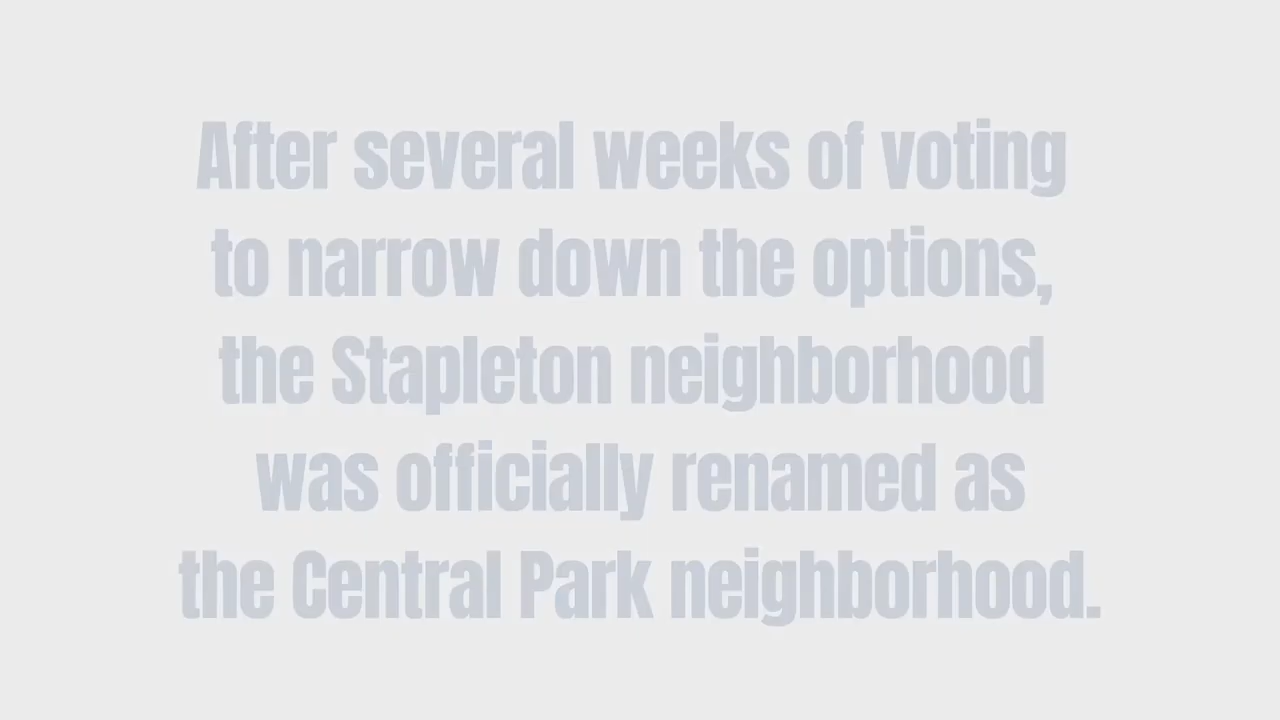 After several weeks of voting
to narrow down the options,
the Stapleton neighborhood
was officially renamed as
the Central Park neighborhood.